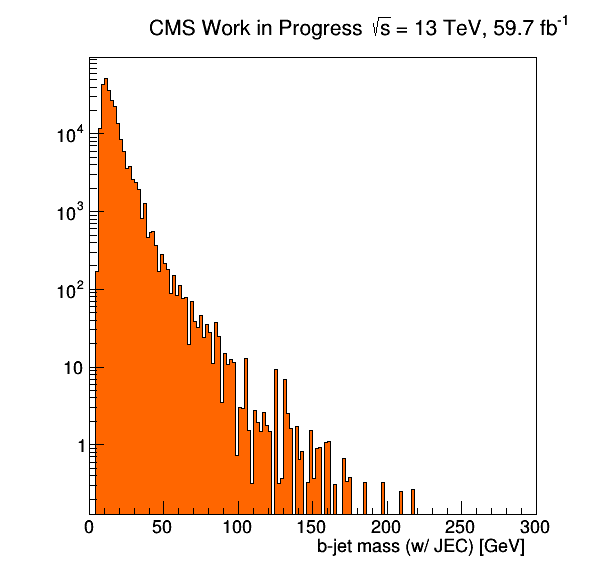 CMS Work in Progress √s = 13 TeV, 59.7 fb⁻¹
10⁴
10³
10²
10
1
0 50 100 150 200 250 300
b-jet mass (w/ JEC) [GeV]